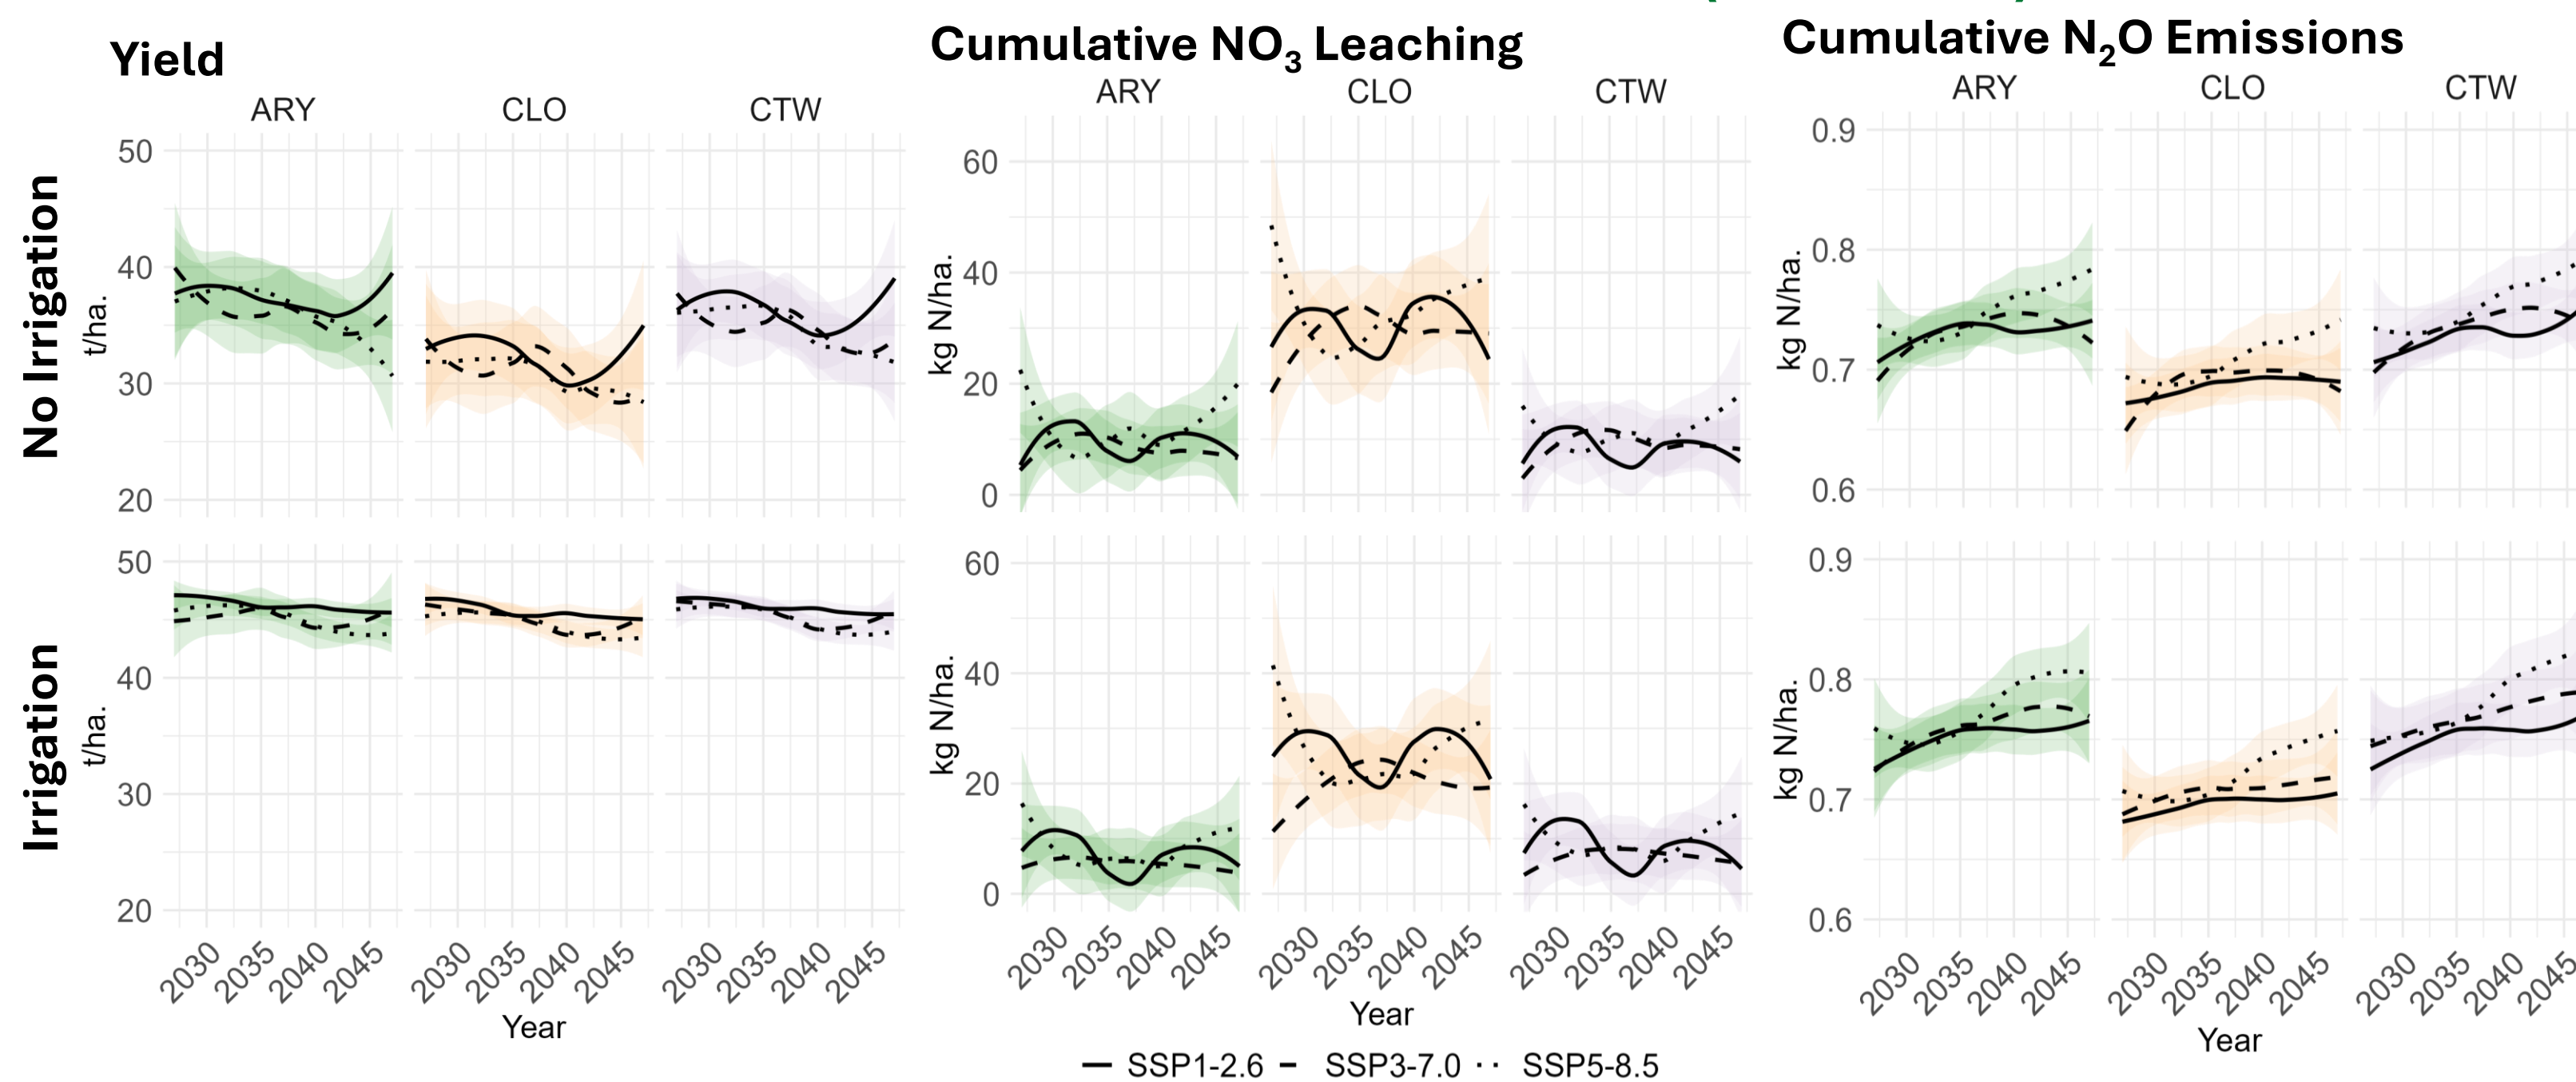 Yield
Cumulative NO₃ Leaching
Cumulative N₂O Emissions
ARY CLO CTW
ARY CLO CTW
ARY CLO CTW
No Irrigation
t/ha.
50
40
30
20
kg N/ha.
60
40
20
0
kg N/ha.
0.9
0.8
0.7
0.6
Irrigation
t/ha.
50
40
30
20
2030 2035 2040 2045
2030 2035 2040 2045
2030 2035 2040 2045
Year
kg N/ha.
60
40
20
0
2030 2035 2040 2045
2030 2035 2040 2045
2030 2035 2040 2045
Year
kg N/ha.
0.9
0.8
0.7
0.6
2030 2035 2040 2045
2030 2035 2040 2045
2030 2035 2040 2045
Year
SSP1-2.6 SSP3-7.0 SSP5-8.5